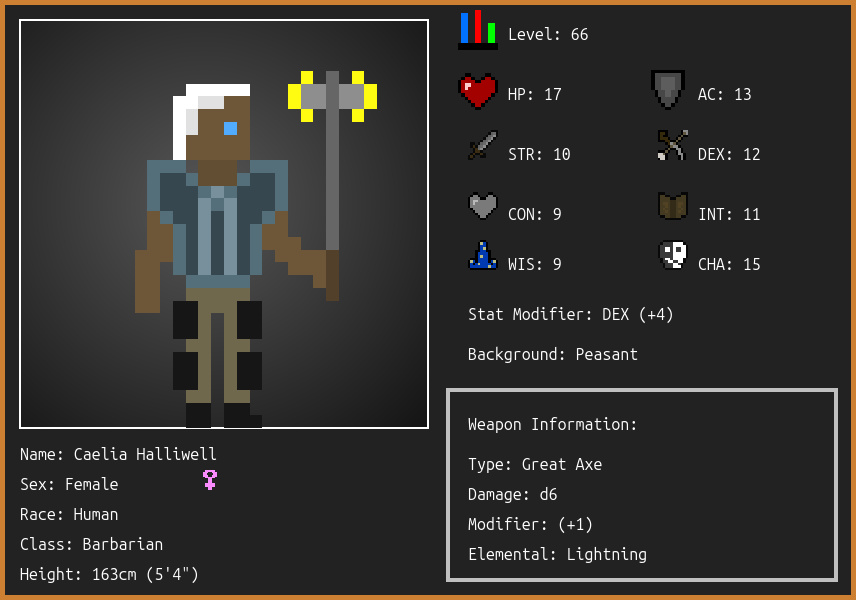 Level: 66
HP: 17
AC: 13
STR: 10
DEX: 12
CON: 9
INT: 11
WIS: 9
CHA: 15
Stat Modifier: DEX (+4)
Background: Peasant
Weapon Information:
Type: Great Axe
Damage: d6
Modifier: (+1)
Elemental: Lightning
Name: Caelia Halliwell
Sex: Female
Race: Human
Class: Barbarian
Height: 163cm (5'4")